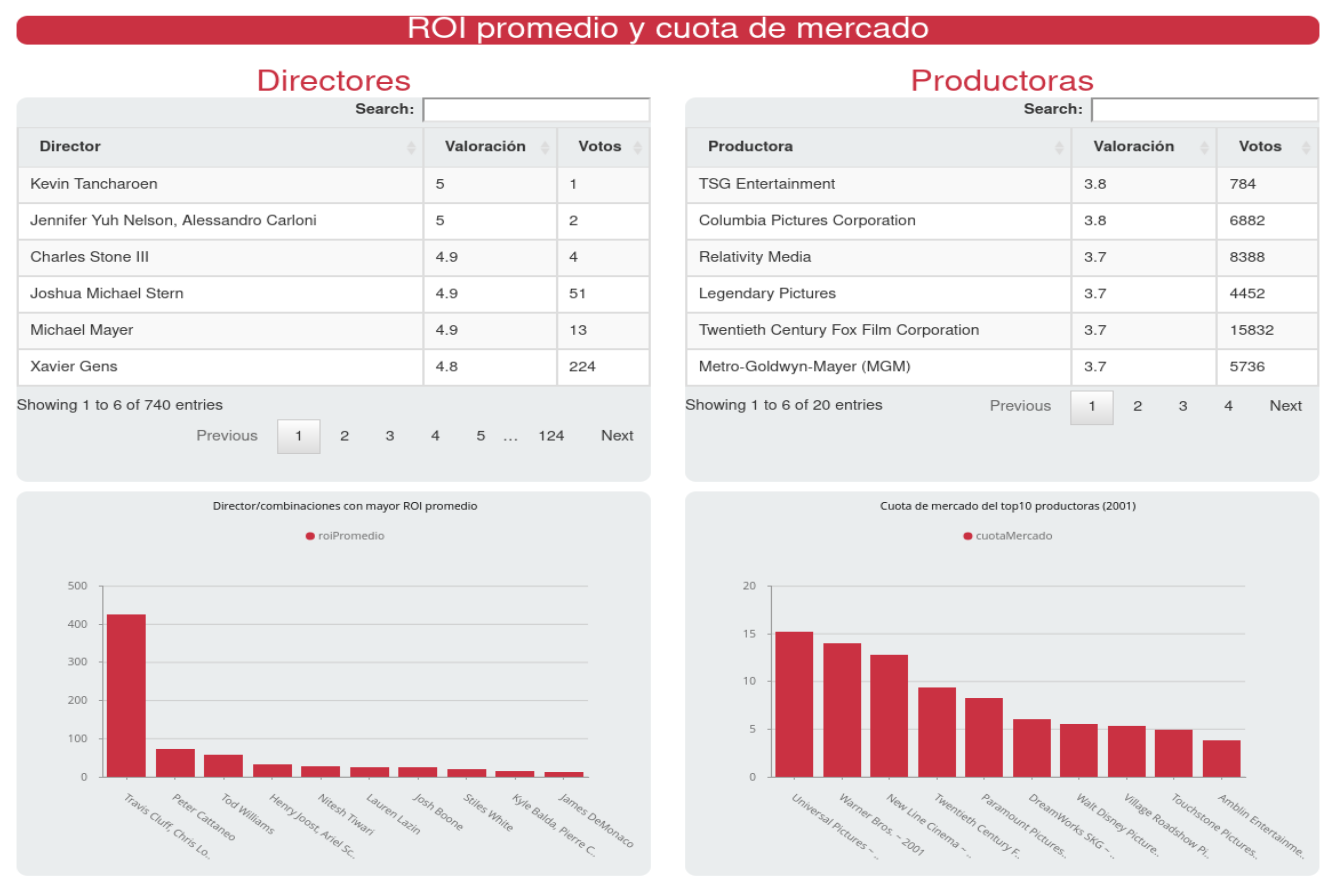 ROI promedio y cuota de mercado
Directores
Search:
Director Valoración Votos
Kevin Tancharoen 5 1
Jennifer Yuh Nelson, Alessandro Carloni 5 2
Charles Stone III 4.9 4
Joshua Michael Stern 4.9 51
Michael Mayer 4.9 13
Xavier Gens 4.8 224
Showing 1 to 6 of 740 entries
Previous 1 2 3 4 5 … 124 Next
Productoras
Search:
Productora Valoración Votos
TSG Entertainment 3.8 784
Columbia Pictures Corporation 3.8 6882
Relativity Media 3.7 8388
Legendary Pictures 3.7 4452
Twentieth Century Fox Film Corporation 3.7 15832
Metro-Goldwyn-Mayer (MGM) 3.7 5736
Showing 1 to 6 of 20 entries Previous 1 2 3 4 Next
Director/combinaciones con mayor ROI promedio
roiPromedio
500
400
300
200
100
0
Travis Cluff, Chris Lo..
Peter Cattaneo
Tod Williams
Henry Joost, Ariel Sc..
Nitesh Tiwari
Lauren Lazin
Josh Boone
Stiles White
Kyle Balda, Pierre C..
James DeMonaco
Cuota de mercado del top10 productoras (2001)
cuotaMercado
20
15
10
5
0
Universal Pictures – ..
Warner Bros. – 2001
New Line Cinema – ..
Twentieth Century F..
Paramount Pictures..
DreamWorks SKG – ..
Walt Disney Picture..
Village Roadshow Pi..
Touchstone Pictures..
Amblin Entertainme..